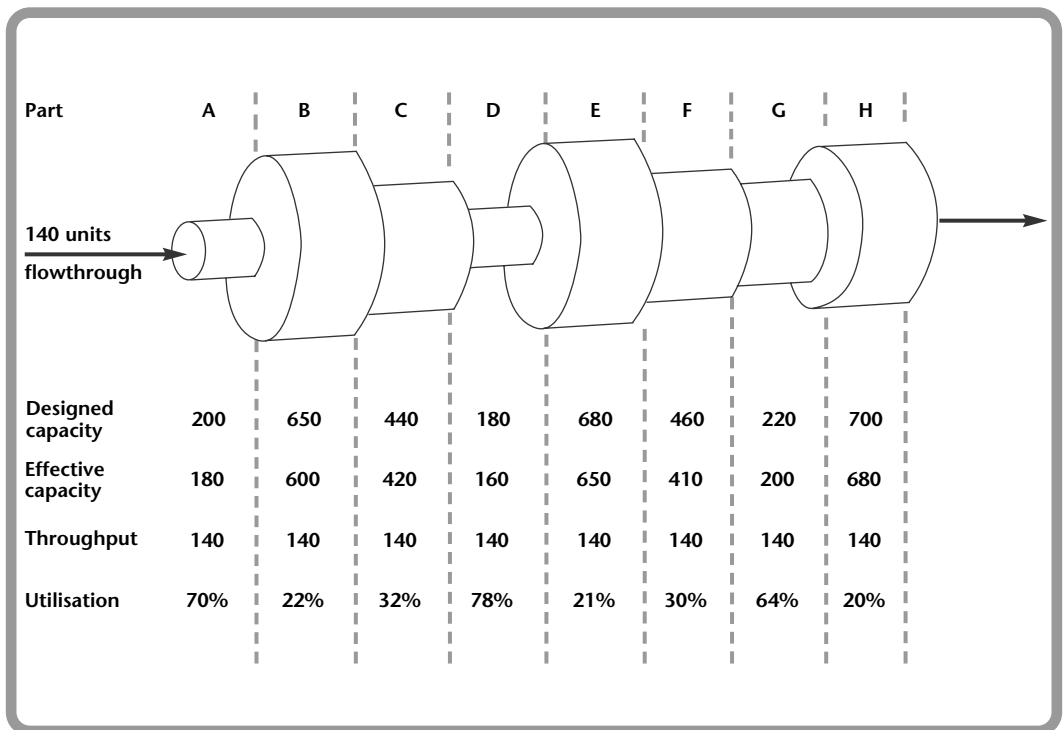 Part A B C D E F G H
140 units
flowthrough
Designed
capacity 200 650 440 180 680 460 220 700
Effective
capacity 180 600 420 160 650 410 200 680
Throughput 140 140 140 140 140 140 140 140
Utilisation 70% 22% 32% 78% 21% 30% 64% 20%